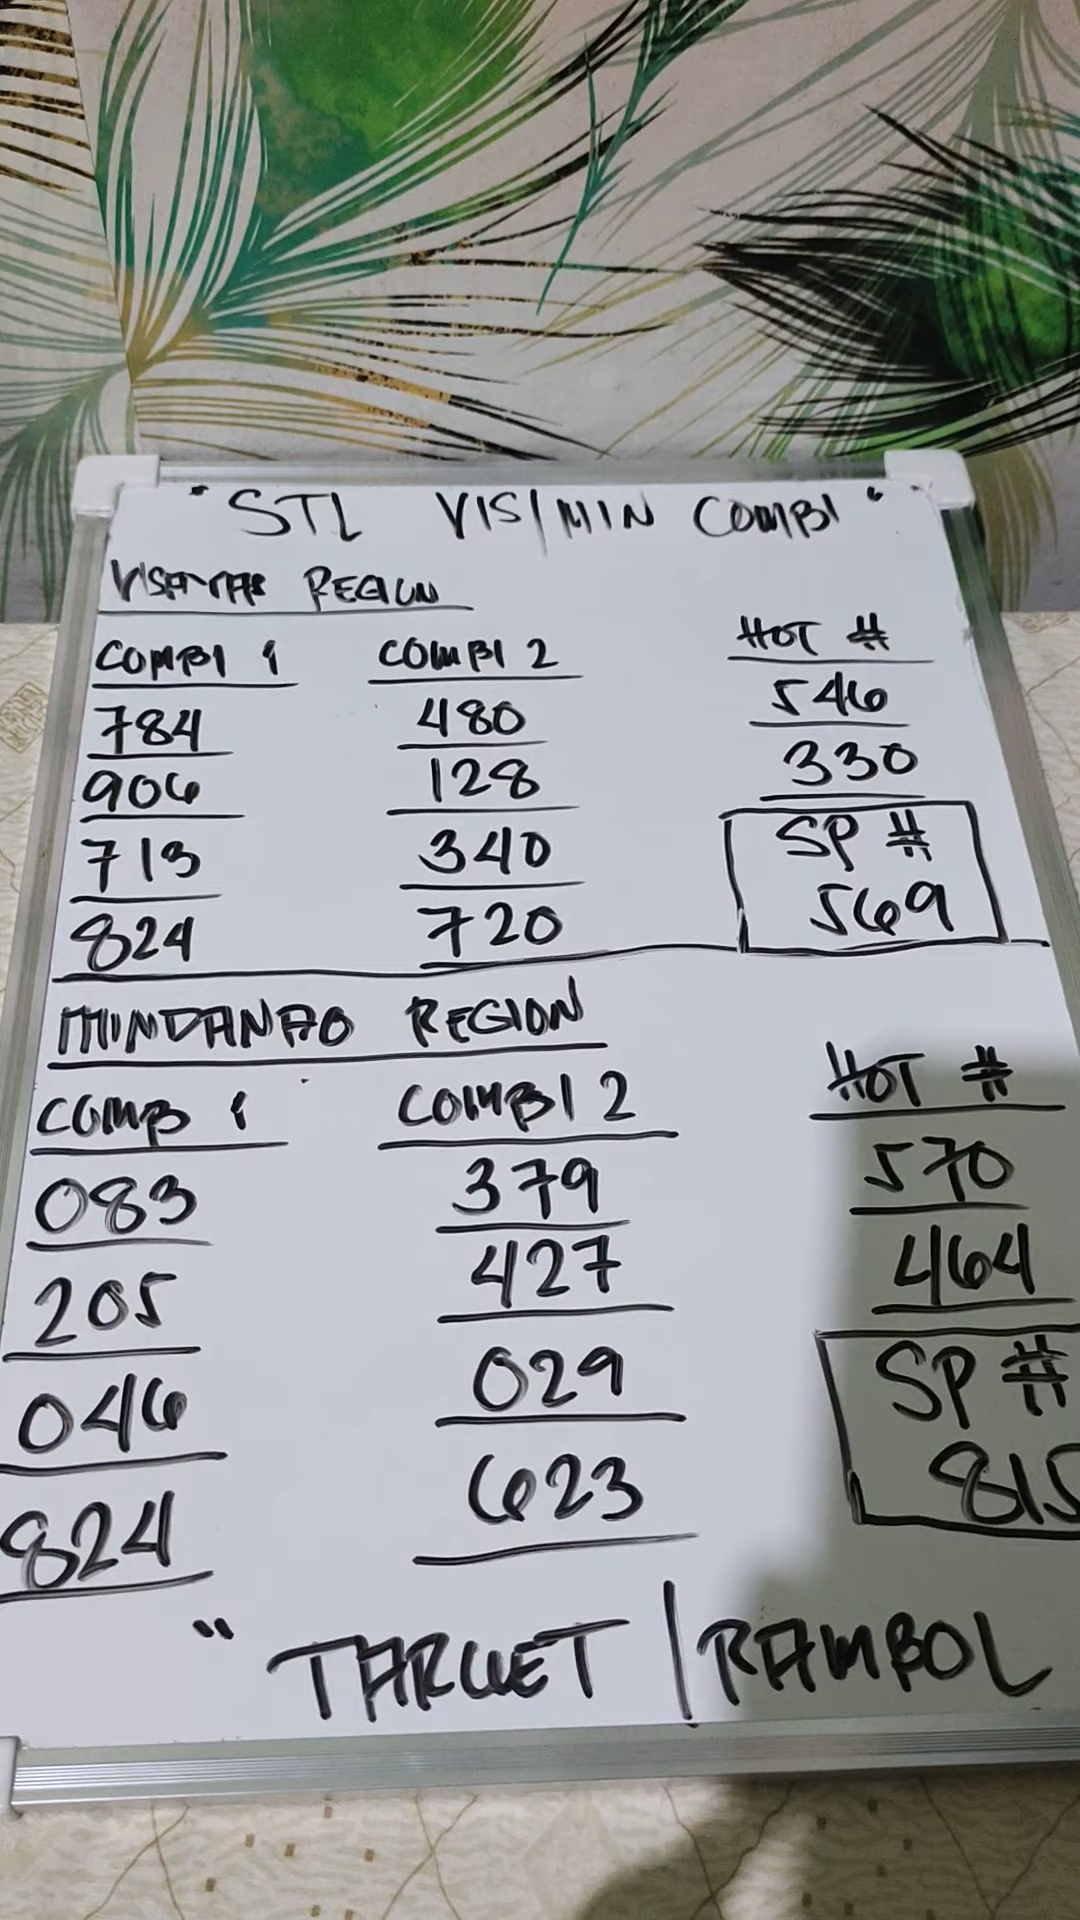 "STL VIS/MIN COMBI"
VISAYAS REGION
COMBI 1 COMBI 2 HOT #
784 480 546
906 128 330
713 340 SP #
824 720 569
MINDANAO REGION
COMB 1 COMBI 2 HOT #
083 379 570
205 427 464
046 029 SP #
824 623 815
" TARGET / RAMBOL